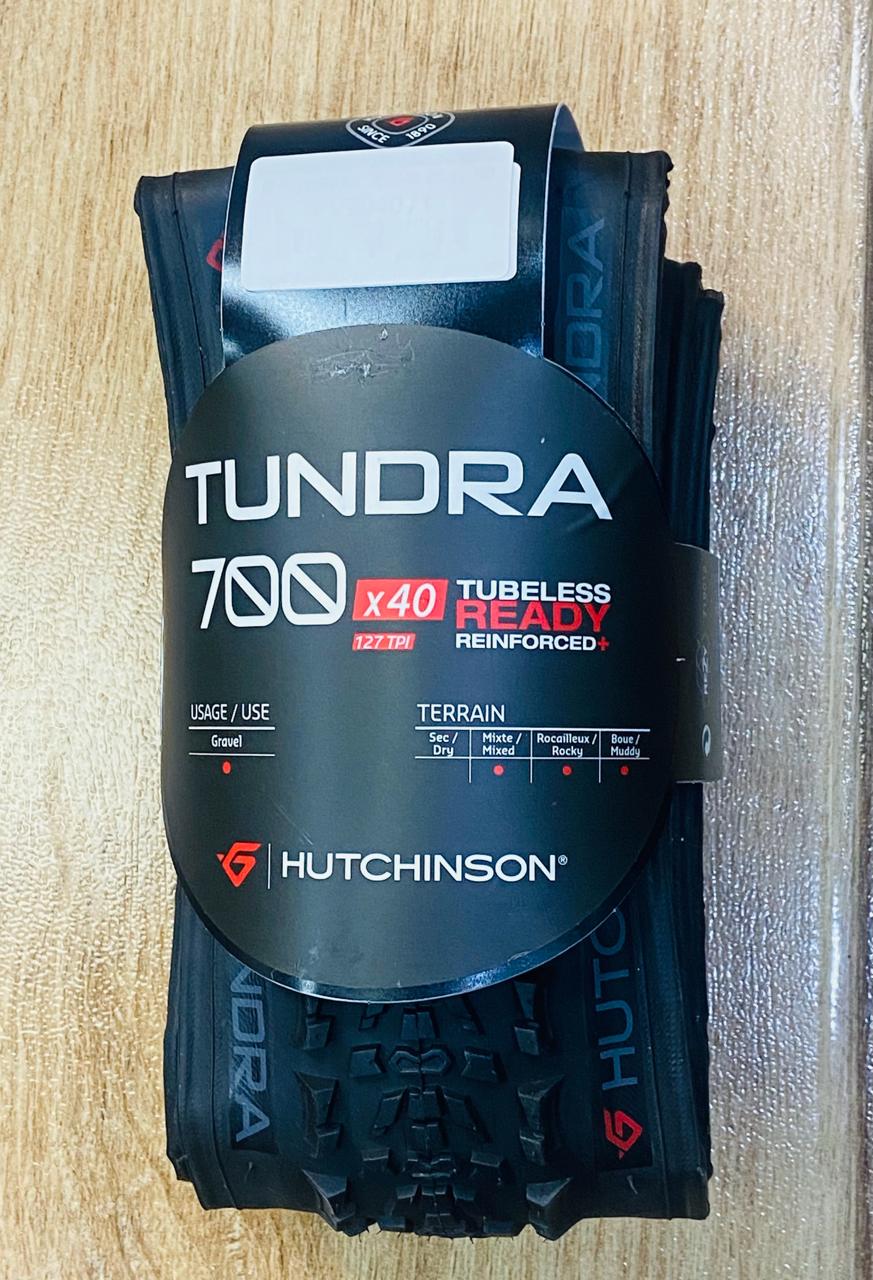 SINCE 1890
TUNDRA
700 x40
127 TPI
TUBELESS
READY
REINFORCED+
USAGE / USE
Gravel
TERRAIN
Sec / Dry
Mixte / Mixed
Rocailleux / Rocky
Boue / Muddy
HUTCHINSON®
DRA
NDRA
HUTC